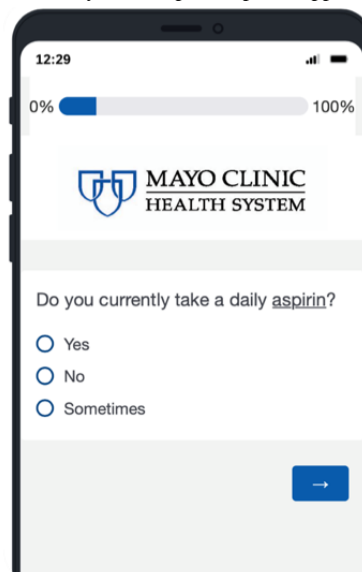 12:29
0% 100%
MAYO CLINIC
HEALTH SYSTEM
Do you currently take a daily aspirin?
Yes
No
Sometimes
→